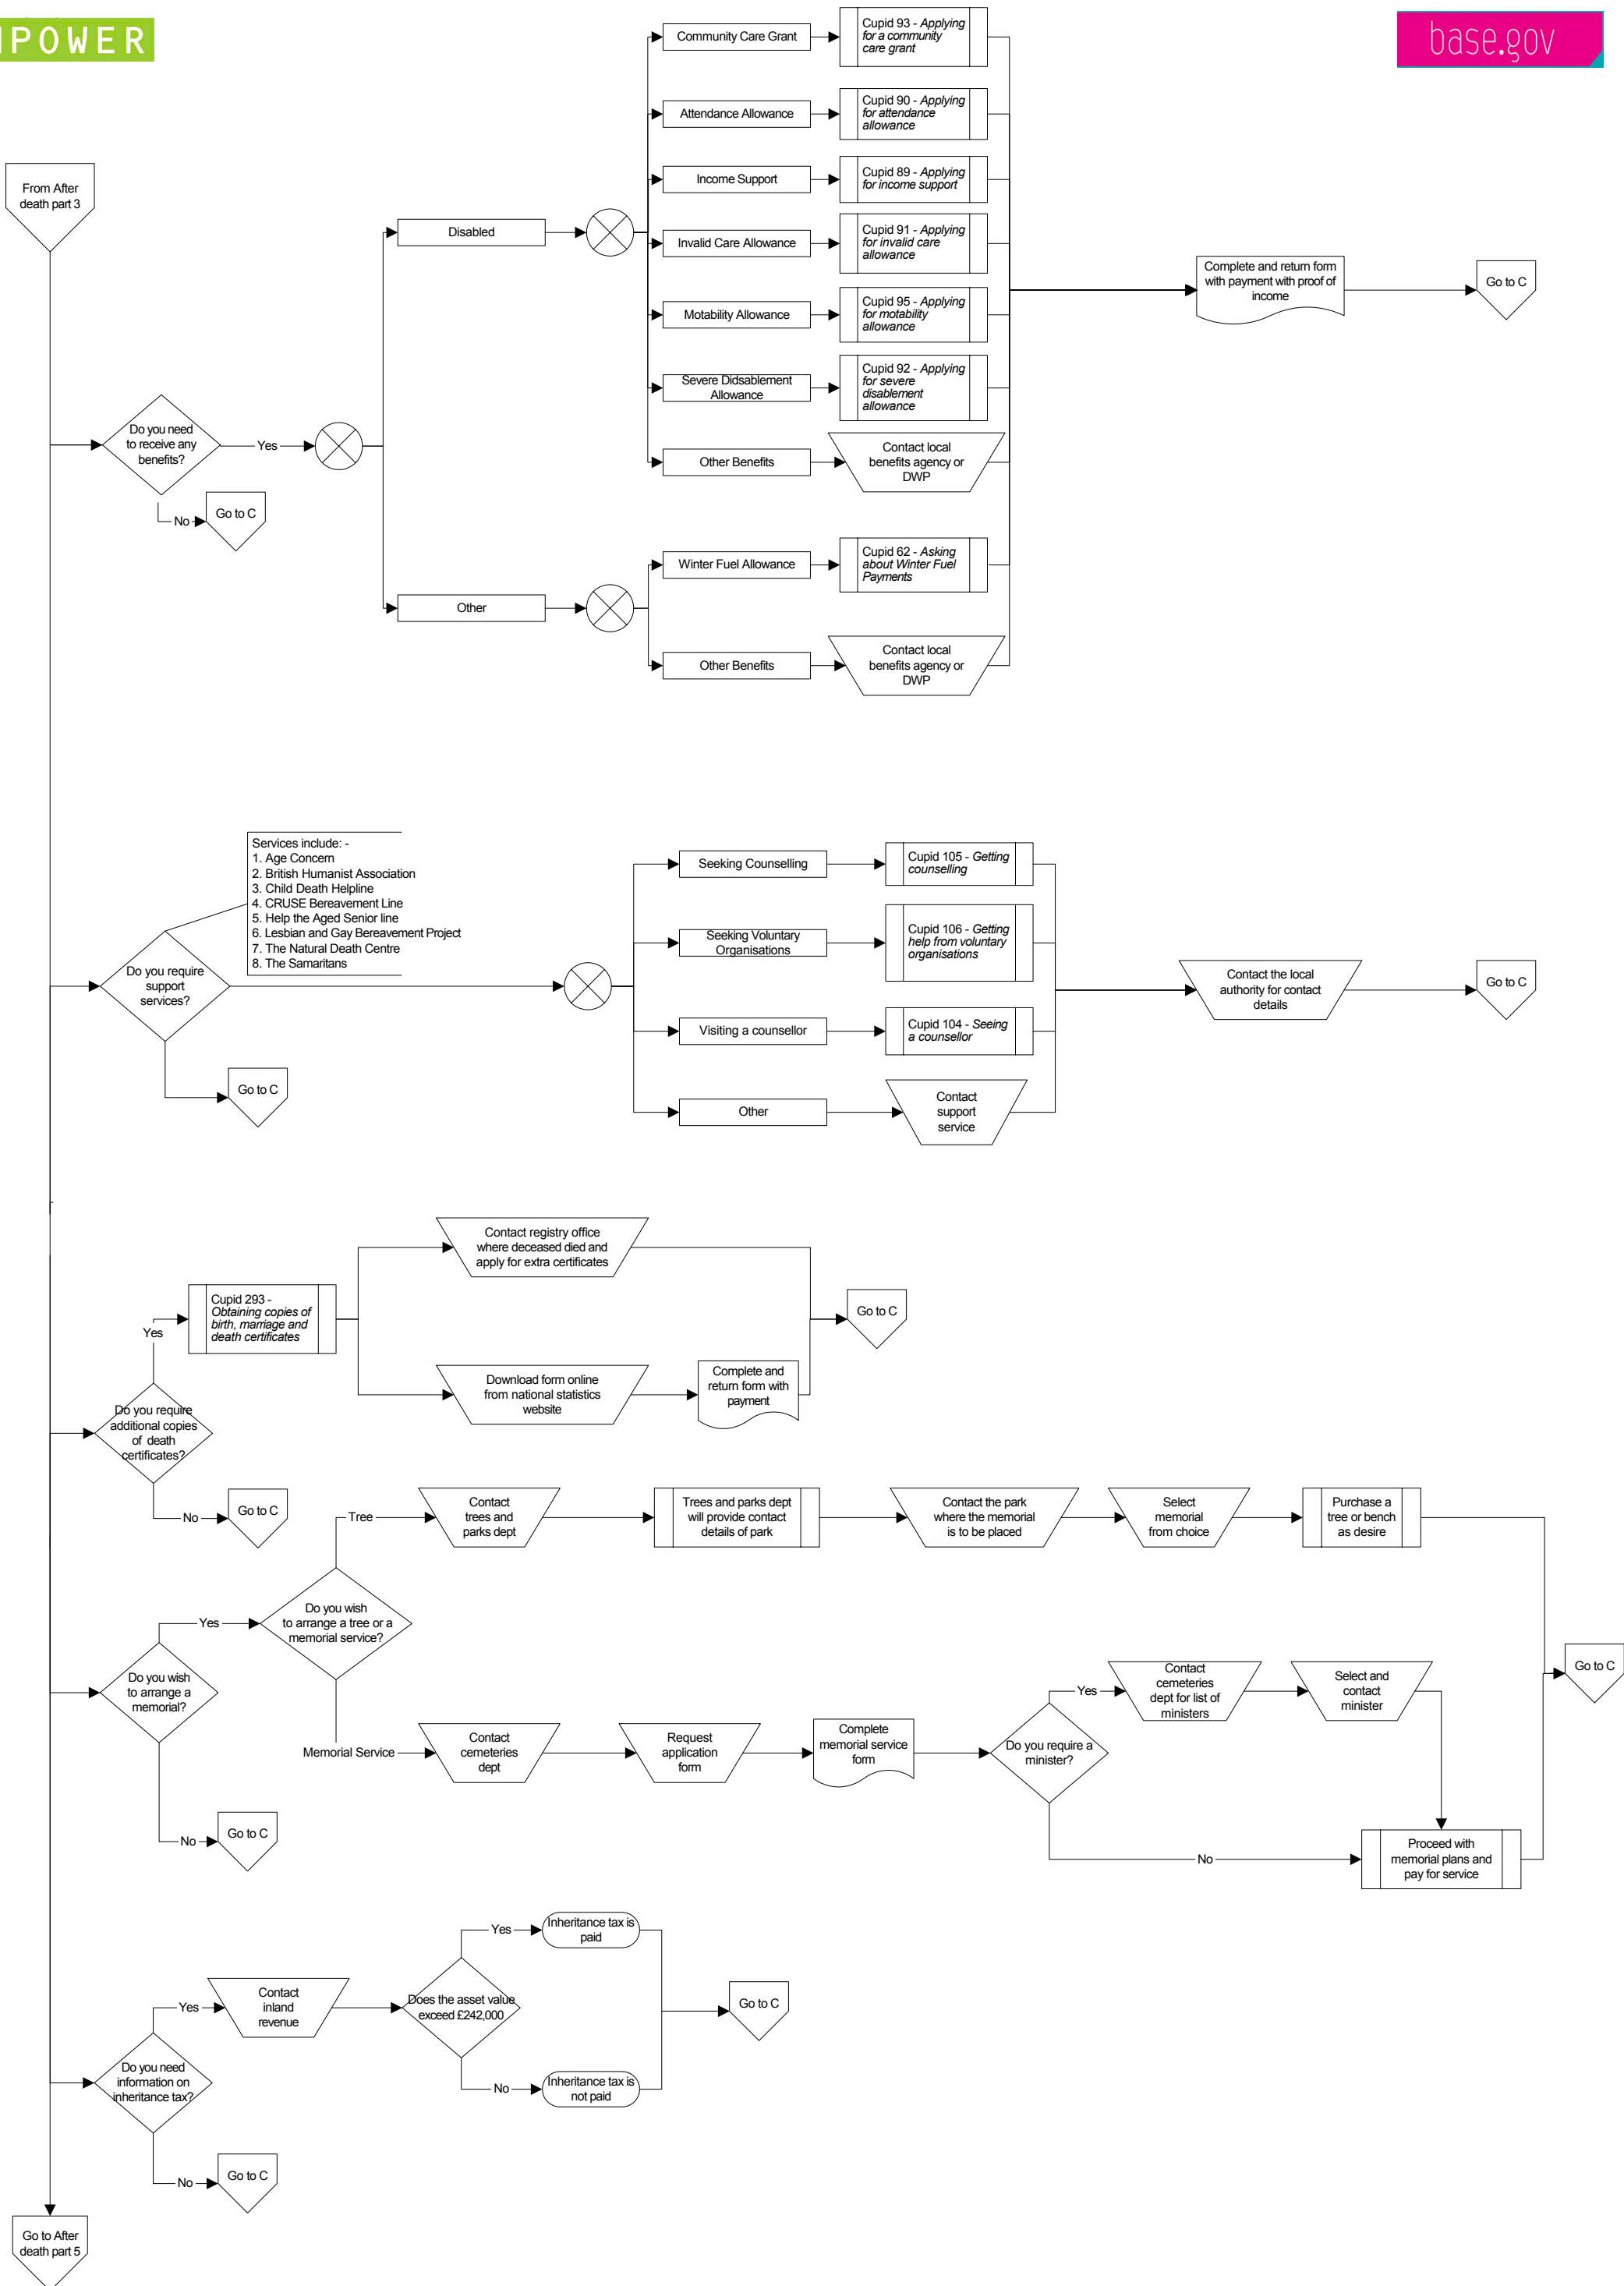 POWER
base.gov
From After
death part 3
Do you need
to receive any
benefits?
Yes
No
Go to C
Disabled
Other
Community Care Grant
Cupid 93 - Applying
for a community
care grant
Attendance Allowance
Cupid 90 - Applying
for attendance
allowance
Income Support
Cupid 89 - Applying
for income support
Invalid Care Allowance
Cupid 91 - Applying
for invalid care
allowance
Motability Allowance
Cupid 95 - Applying
for motability
allowance
Severe Didsablement
Allowance
Cupid 92 - Applying
for severe
disablement
allowance
Other Benefits
Contact local
benefits agency or
DWP
Winter Fuel Allowance
Cupid 62 - Asking
about Winter Fuel
Payments
Other Benefits
Contact local
benefits agency or
DWP
Complete and return form
with payment with proof of
income
Go to C
Services include: -
1. Age Concern
2. British Humanist Association
3. Child Death Helpline
4. CRUSE Bereavement Line
5. Help the Aged Senior line
6. Lesbian and Gay Bereavement Project
7. The Natural Death Centre
8. The Samaritans
Do you require
support
services?
Go to C
Seeking Counselling
Cupid 105 - Getting
counselling
Seeking Voluntary
Organisations
Cupid 106 - Getting
help from voluntary
organisations
Visiting a counsellor
Cupid 104 - Seeing
a counsellor
Other
Contact
support
service
Contact the local
authority for contact
details
Go to C
Do you require
additional copies
of death
certificates?
Yes
No
Go to C
Cupid 293 -
Obtaining copies of
birth, marriage and
death certificates
Contact registry office
where deceased died and
apply for extra certificates
Download form online
from national statistics
website
Complete and
return form with
payment
Go to C
Do you wish
to arrange a
memorial?
Yes
No
Go to C
Do you wish
to arrange a tree or a
memorial service?
Tree
Contact
trees and
parks dept
Trees and parks dept
will provide contact
details of park
Contact the park
where the memorial
is to be placed
Select
memorial
from choice
Purchase a
tree or bench
as desire
Memorial Service
Contact
cemeteries
dept
Request
application
form
Complete
memorial service
form
Do you require a
minister?
Yes
Contact
cemeteries
dept for list of
ministers
Select and
contact
minister
No
Proceed with
memorial plans and
pay for service
Go to C
Do you need
information on
inheritance tax?
Yes
No
Go to C
Contact
inland
revenue
Does the asset value
exceed £242,000
Yes
Inheritance tax is
paid
No
Inheritance tax is
not paid
Go to C
Go to After
death part 5